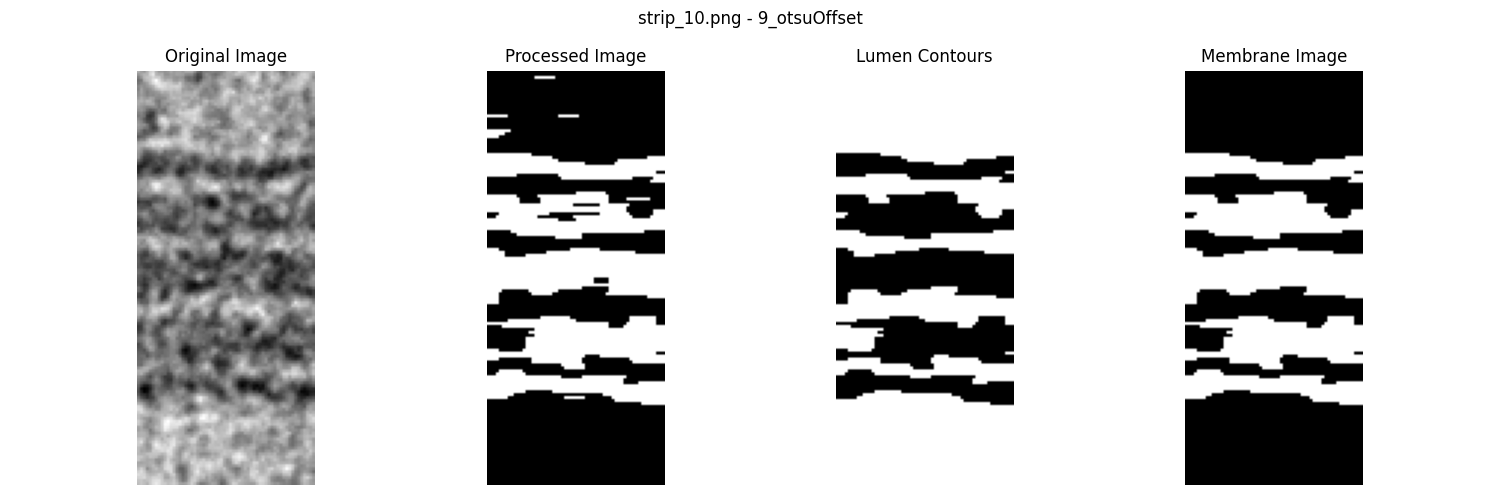 strip_10.png - 9_otsuOffset
Original Image
Processed Image
Lumen Contours
Membrane Image